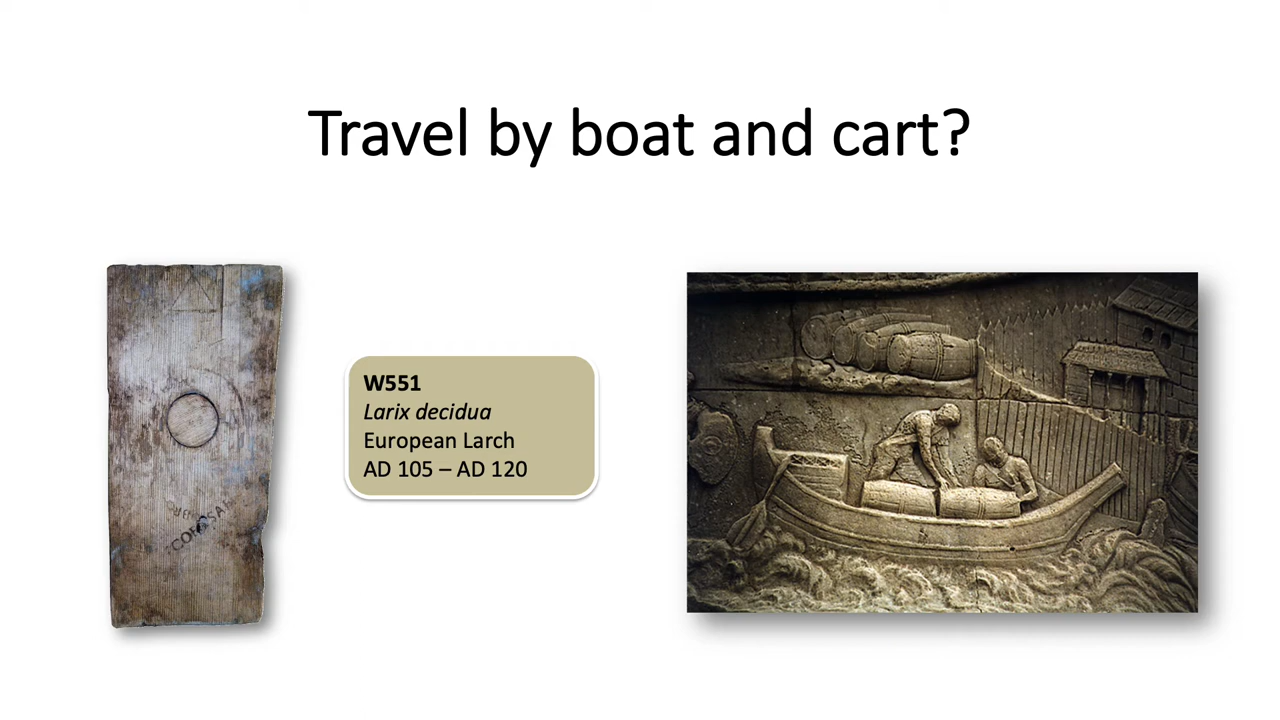 Travel by boat and cart?
W551
Larix decidua
European Larch
AD 105 – AD 120